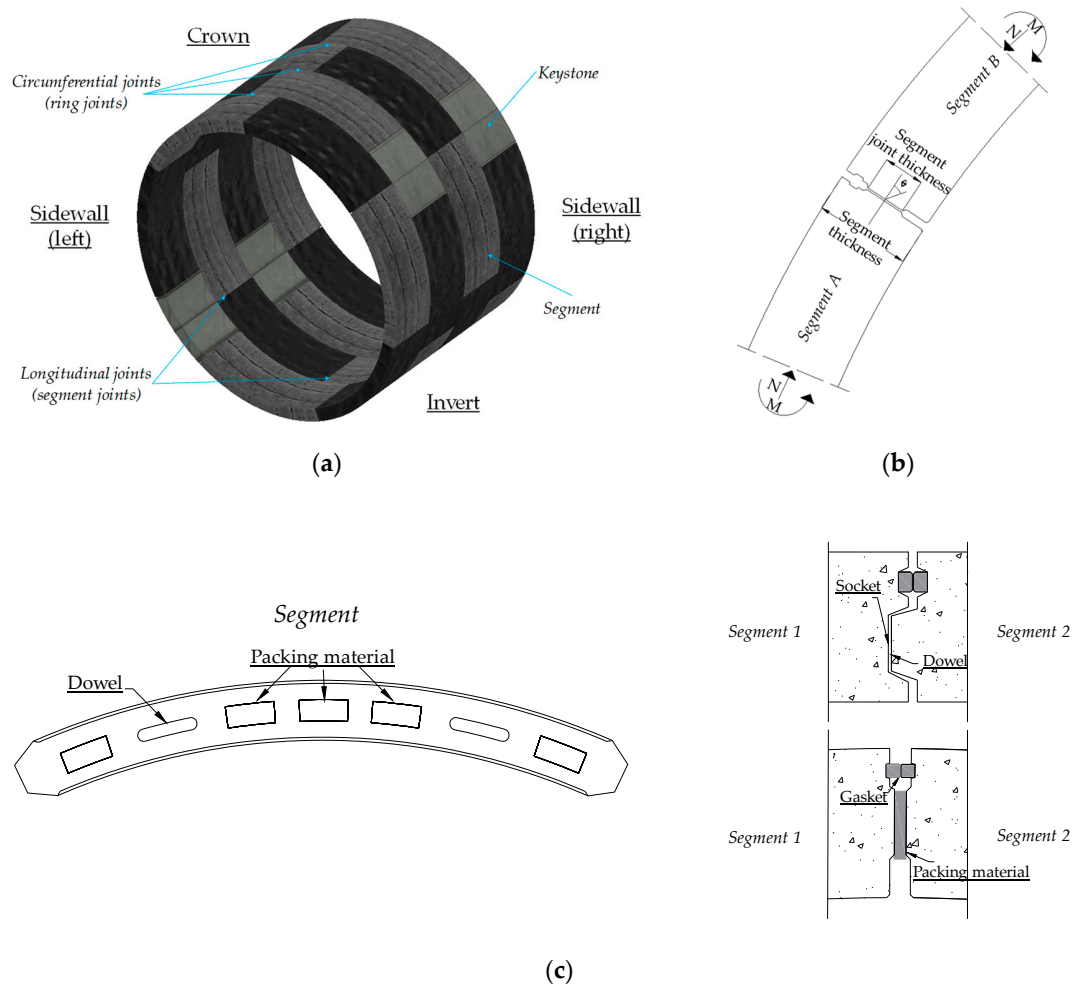 Crown
Circumferential joints
(ring joints)
Keystone
Sidewall
(left)
Sidewall
(right)
Segment
Longitudinal joints
(segment joints)
Invert
(a)
N
M
Segment B
Segment
joint thickness
θ
Segment
thickness
Segment A
N
M
(b)
Segment
Packing material
Dowel
Socket
Segment 1
Segment 2
Dowel
Gasket
Segment 1
Segment 2
Packing material
(c)